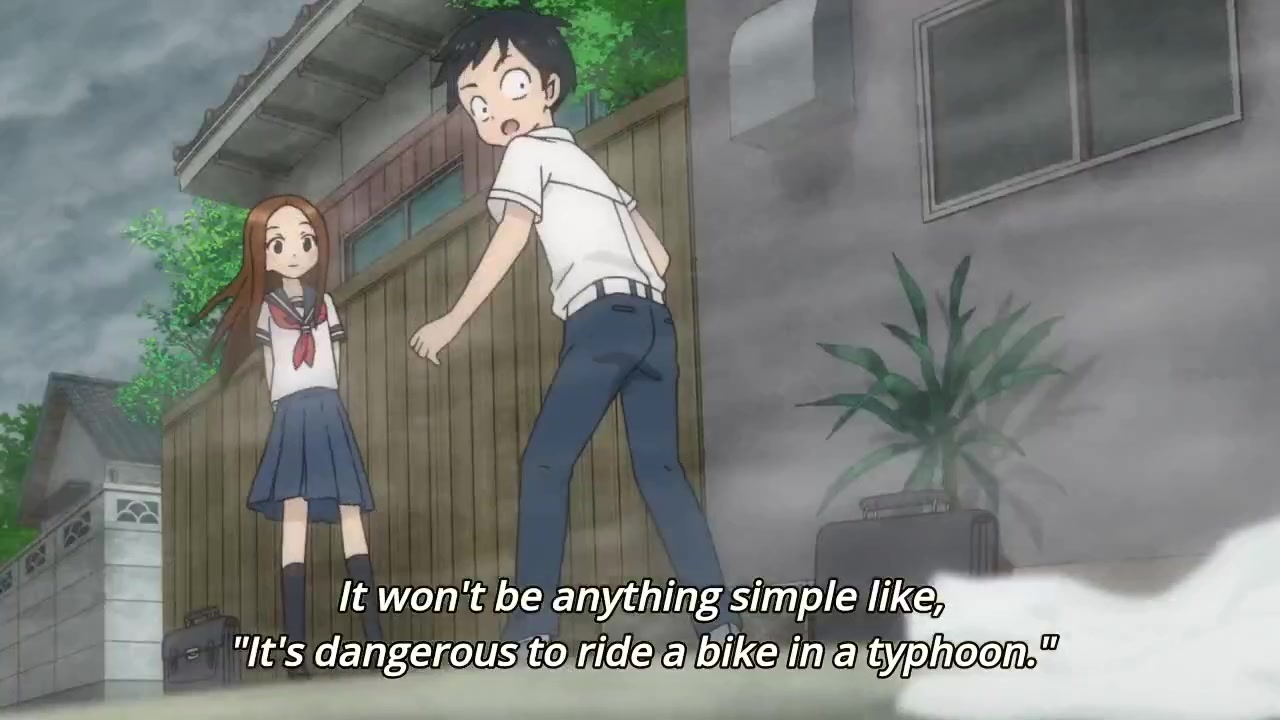 It won't be anything simple like,
"It's dangerous to ride a bike in a typhoon."